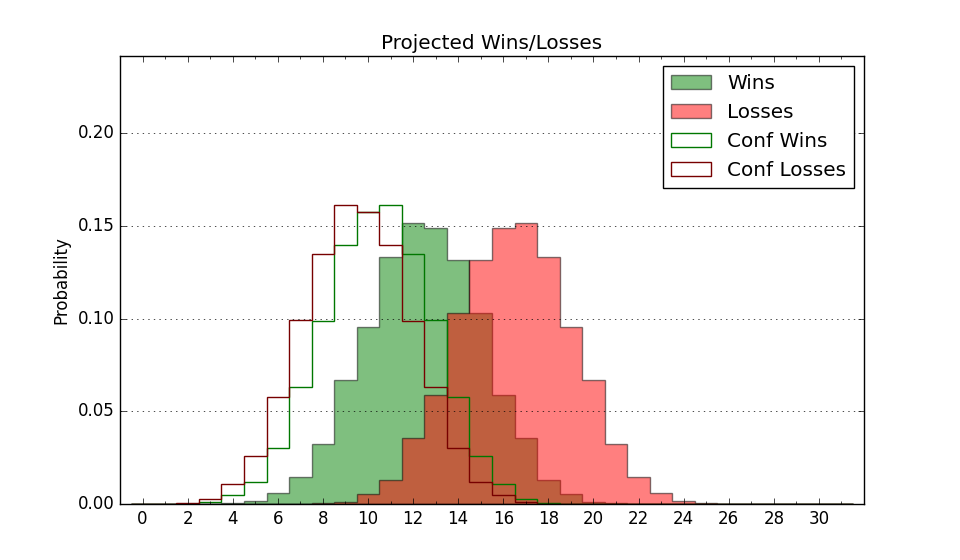 Projected Wins/Losses
Wins
Losses
Conf Wins
Conf Losses
Probability
0.20
0.15
0.10
0.05
0.00
0 2 4 6 8 10 12 14 16 18 20 22 24 26 28 30